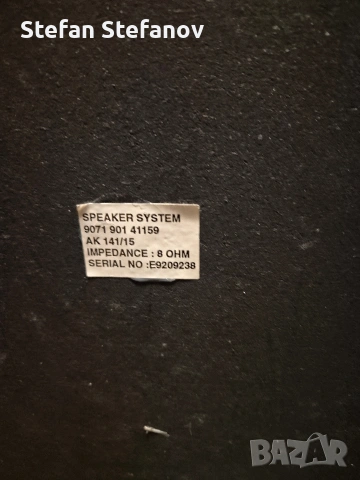 Stefan Stefanov
SPEAKER SYSTEM
9071 901 41159
AK 141/15
IMPEDANCE : 8 OHM
SERIAL NO :E9209238
BAZAR